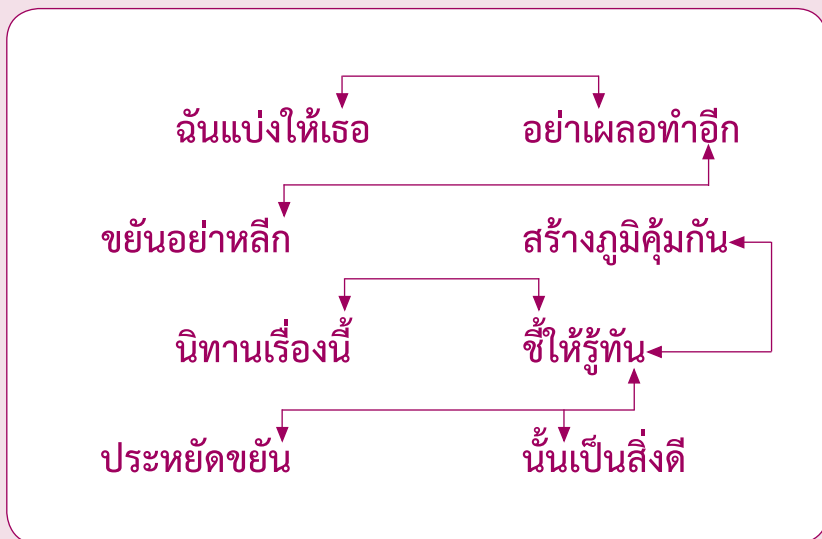 ฉันแบ่งให้เธอ อย่าเผลอทำอีก
ขยันอย่าหลีก สร้างภูมิคุ้มกัน
นิทานเรื่องนี้ ชี้ให้รู้ทัน
ประหยัดขยัน นั้นเป็นสิ่งดี